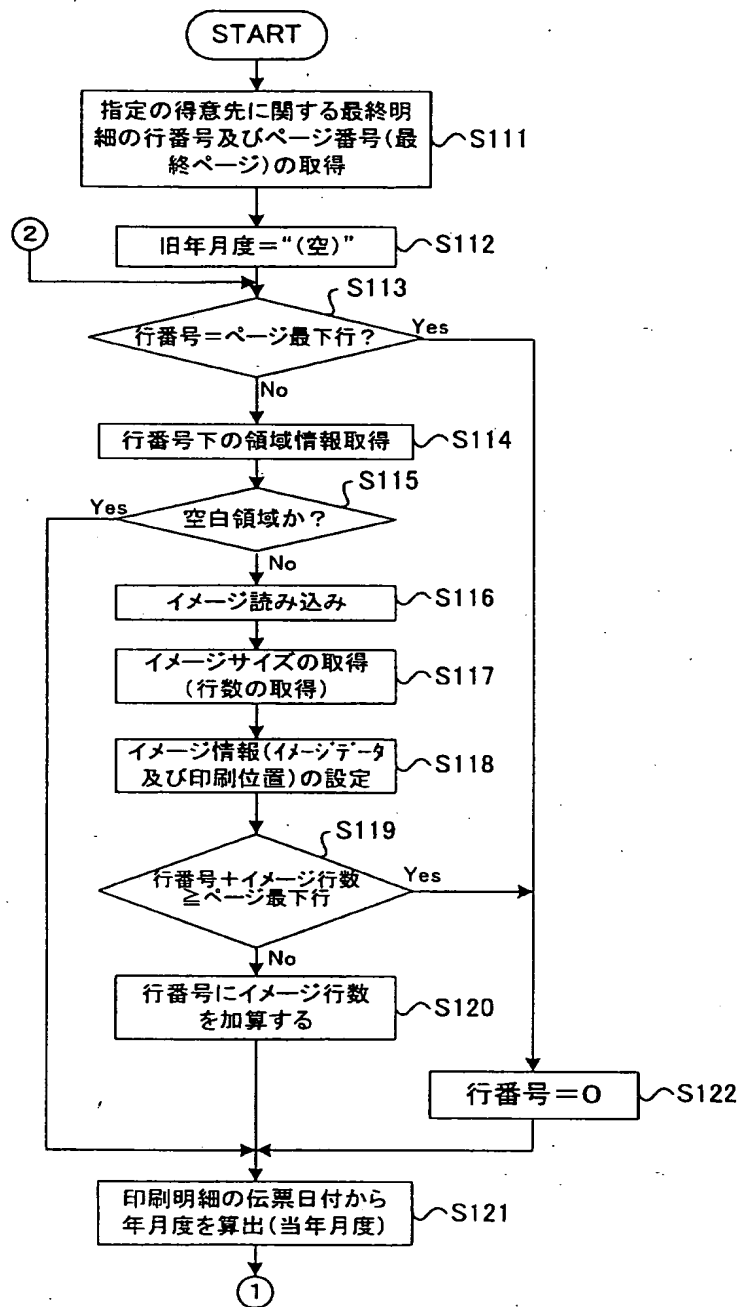 START
指定の得意先に関する最終明
細の行番号及びページ番号(最
終ページ)の取得
S111
②
旧年月度=“(空)”
S112
S113
行番号=ページ最下行?
Yes
No
行番号下の領域情報取得
S114
S115
Yes
空白領域か?
No
イメージ読み込み
S116
イメージサイズの取得
(行数の取得)
S117
イメージ情報(イメージデータ
及び印刷位置)の設定
S118
S119
行番号+イメージ行数
≧ページ最下行
Yes
No
行番号にイメージ行数
を加算する
S120
行番号=0
S122
印刷明細の伝票日付から
年月度を算出(当年月度)
S121
①